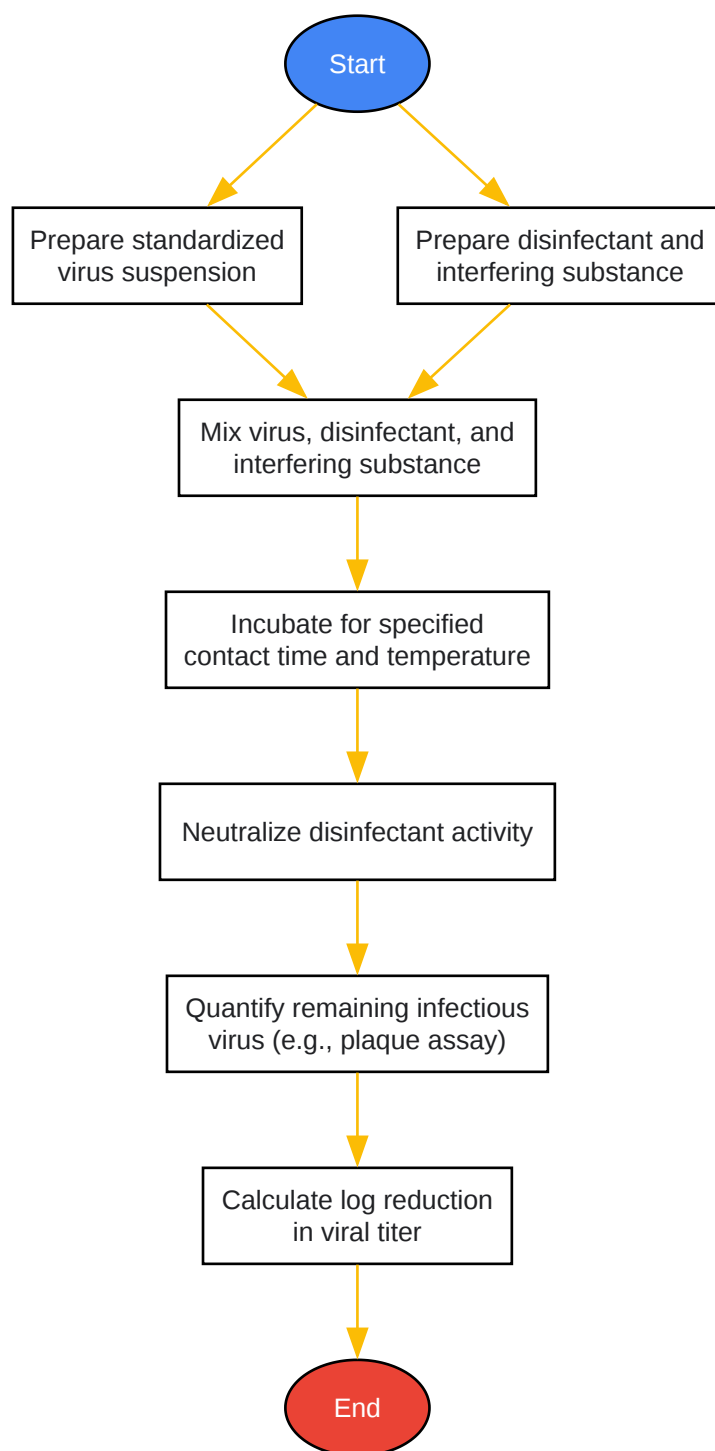 Start
Prepare standardized
virus suspension
Prepare disinfectant and
interfering substance
Mix virus, disinfectant, and
interfering substance
Incubate for specified
contact time and temperature
Neutralize disinfectant activity
Quantify remaining infectious
virus (e.g., plaque assay)
Calculate log reduction
in viral titer
End